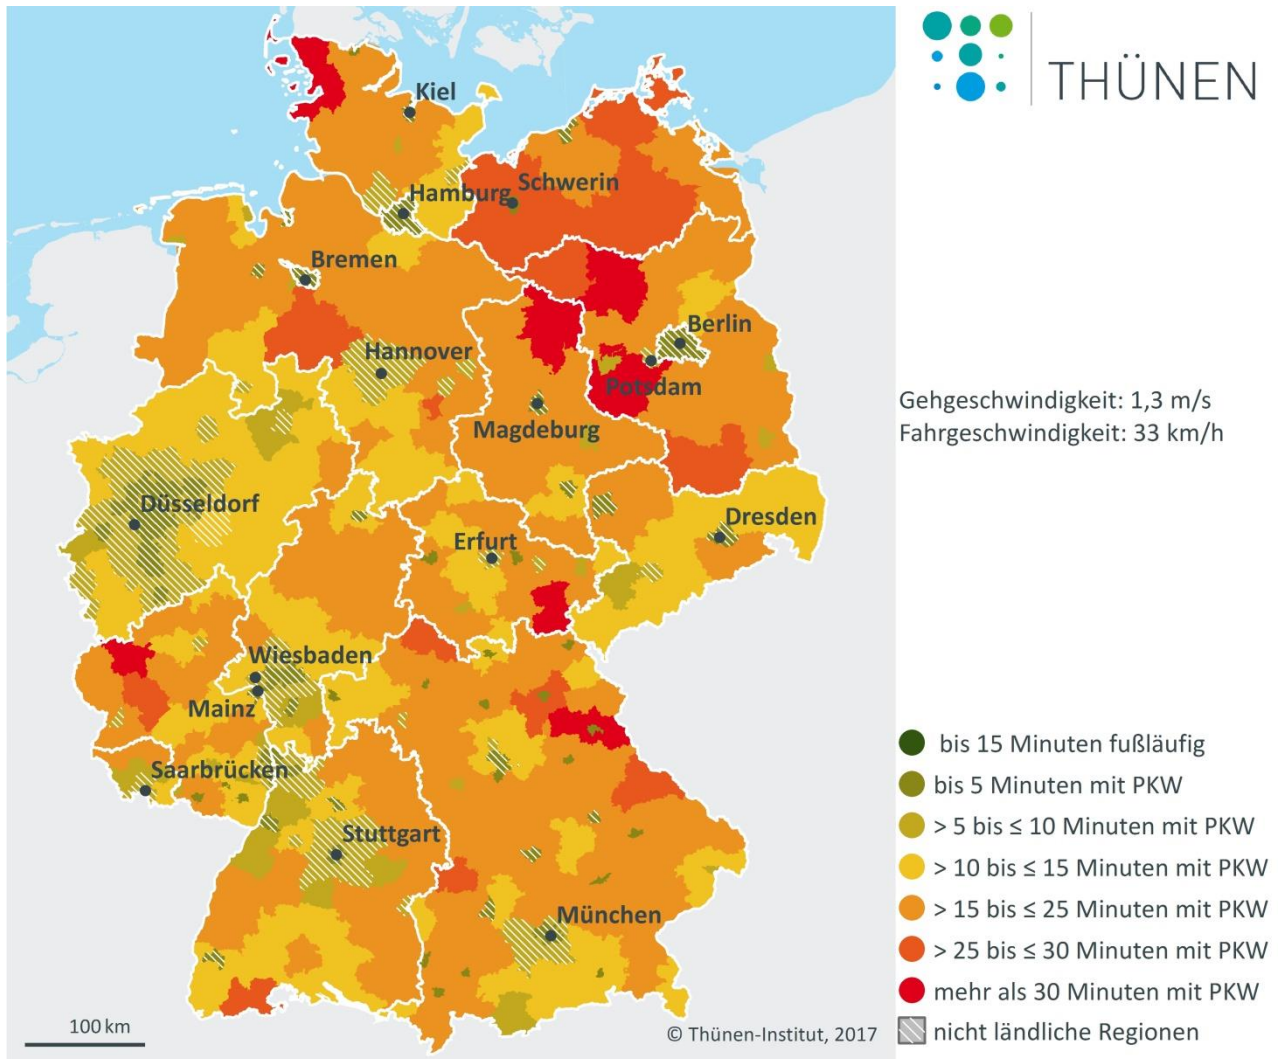 THÜNEN
Kiel
Schwerin
Hamburg
Bremen
Berlin
Hannover
Potsdam
Magdeburg
Gehgeschwindigkeit: 1,3 m/s
Fahrgeschwindigkeit: 33 km/h
Düsseldorf
Dresden
Erfurt
Wiesbaden
Mainz
Saarbrücken
Stuttgart
München
bis 15 Minuten fußläufig
bis 5 Minuten mit PKW
> 5 bis ≤ 10 Minuten mit PKW
> 10 bis ≤ 15 Minuten mit PKW
> 15 bis ≤ 25 Minuten mit PKW
> 25 bis ≤ 30 Minuten mit PKW
mehr als 30 Minuten mit PKW
nicht ländliche Regionen
100 km
© Thünen-Institut, 2017